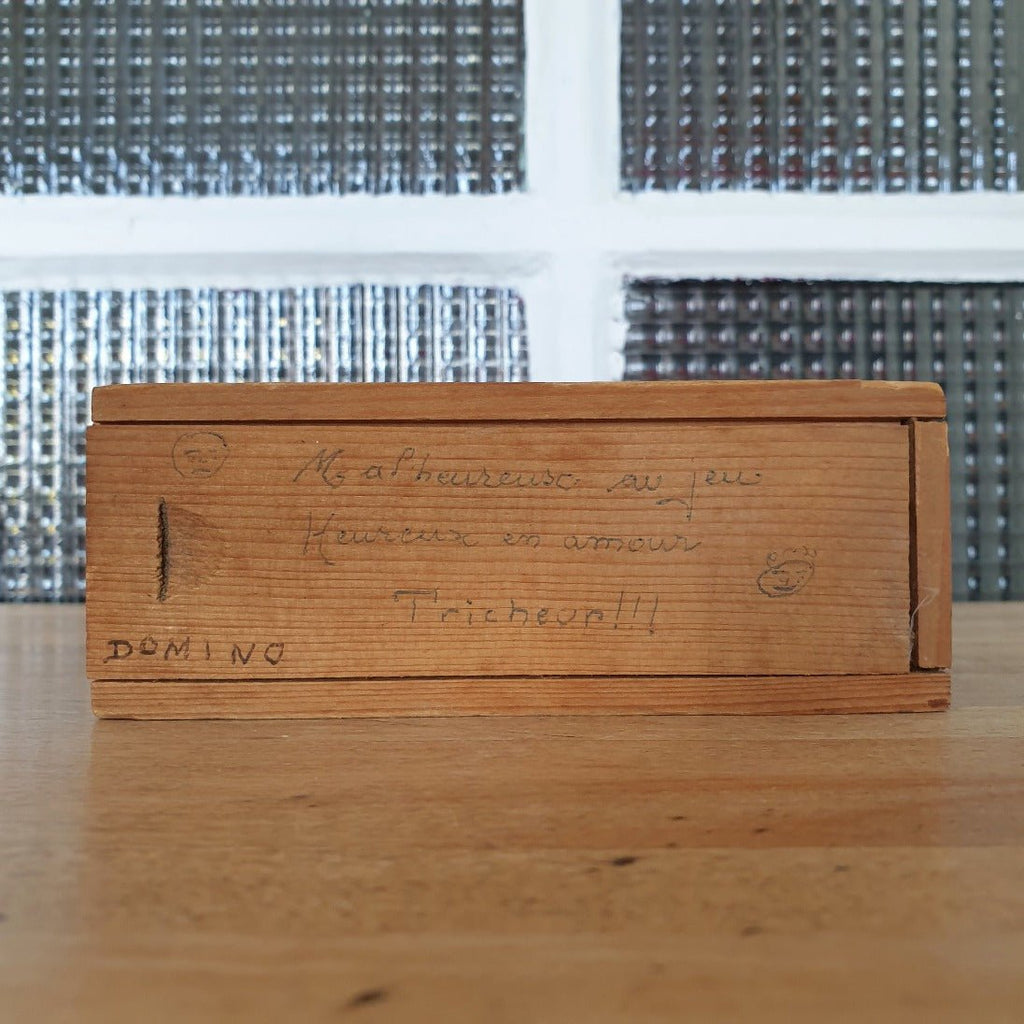 Malheureux au jeu
Heureux en amour
Tricheur!!!
DOMINO